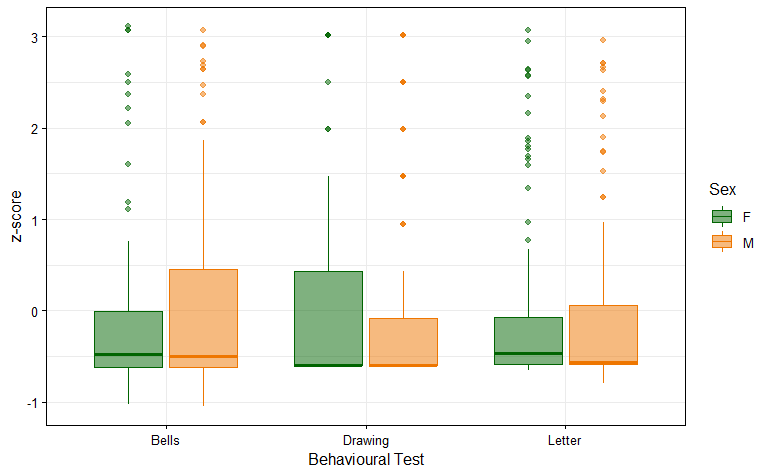 3
2
1
0
-1
z-score
Bells
Drawing
Letter
Behavioural Test
Sex
F
M